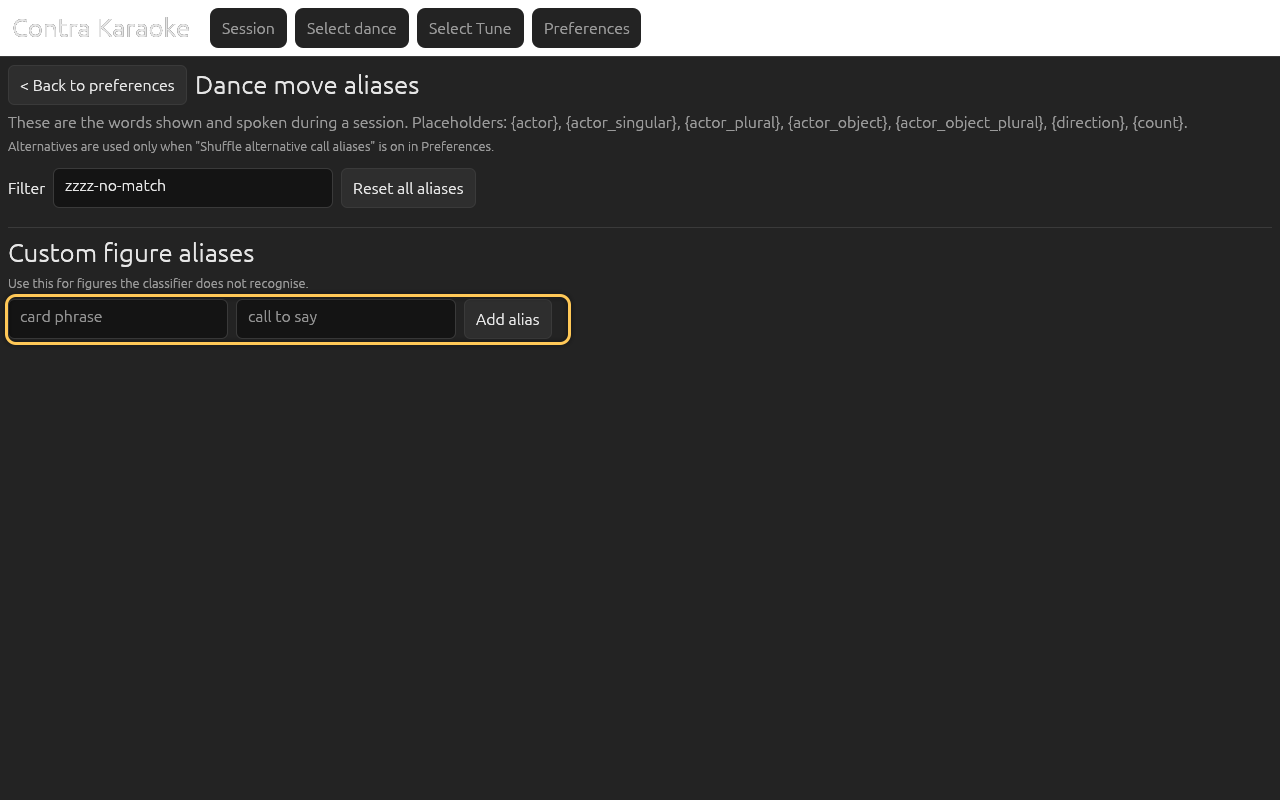 Contra Karaoke
Session
Select dance
Select Tune
Preferences
< Back to preferences
Dance move aliases
These are the words shown and spoken during a session. Placeholders: {actor}, {actor_singular}, {actor_plural}, {actor_object}, {actor_object_plural}, {direction}, {count}.
Alternatives are used only when "Shuffle alternative call aliases" is on in Preferences.
Filter
zzzz-no-match
Reset all aliases
Custom figure aliases
Use this for figures the classifier does not recognise.
card phrase
call to say
Add alias